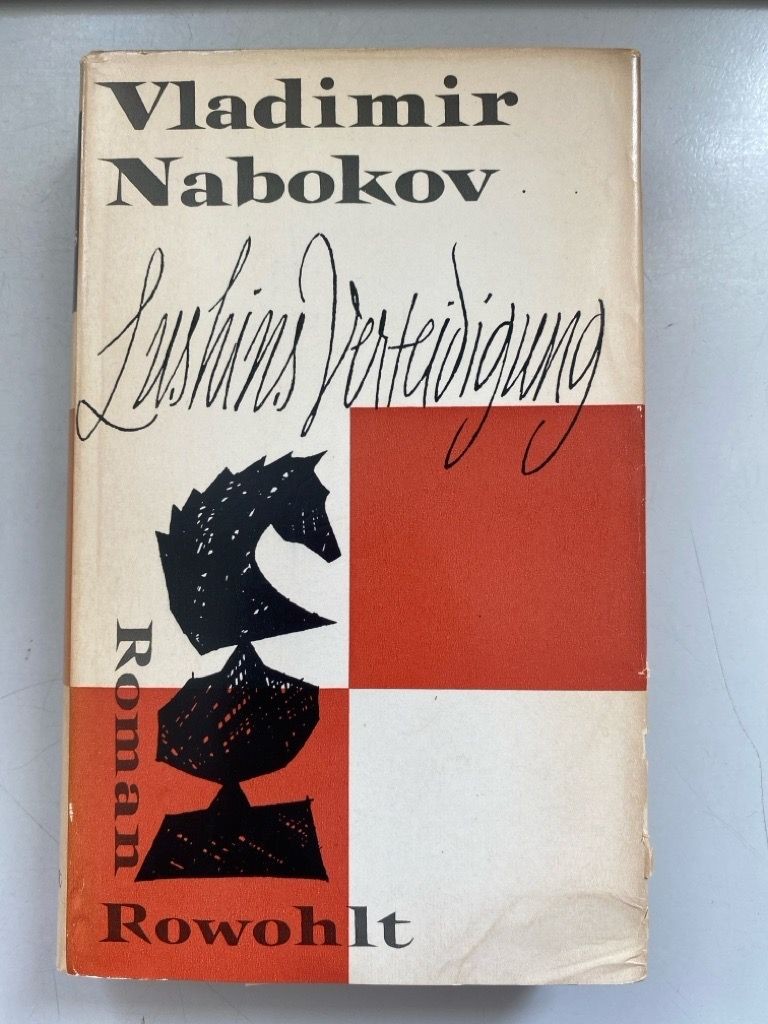 Vladimir
Nabokov
Lushins Verteidigung
Roman
Rowohlt